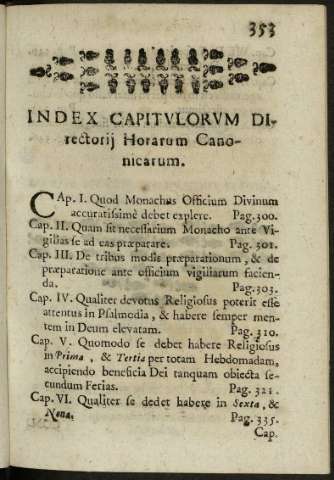 353
INDEX CAPITVLORVM DI-
rectorij Horarum Cano-
nicarum.
CAp. I. Quod Monachus Officium Divinum
accuratissimè debet explere. Pag. 300.
Cap. II. Quam sit necessarium Monacho ante Vi-
gilias se ad eas præparare. Pag. 301.
Cap. III. De tribus modis præparationum, & de
præparatione ante officium vigiliarum facien-
da. Pag. 303.
Cap. IV. Qualiter devotus Religiosus poterit esse
attentus in Psalmodia, & habere semper men-
tem in Deum elevatam. Pag. 310.
Cap. V. Quomodo se debet habere Religiosus
in Prima, & Tertia per totam Hebdomadam,
accipiendo beneficia Dei tanquam obiecta se-
cundum Ferias. Pag. 321.
Cap. VI. Qualiter se dedet habere in Sexta, &
Nona. Pag. 335.
Cap.